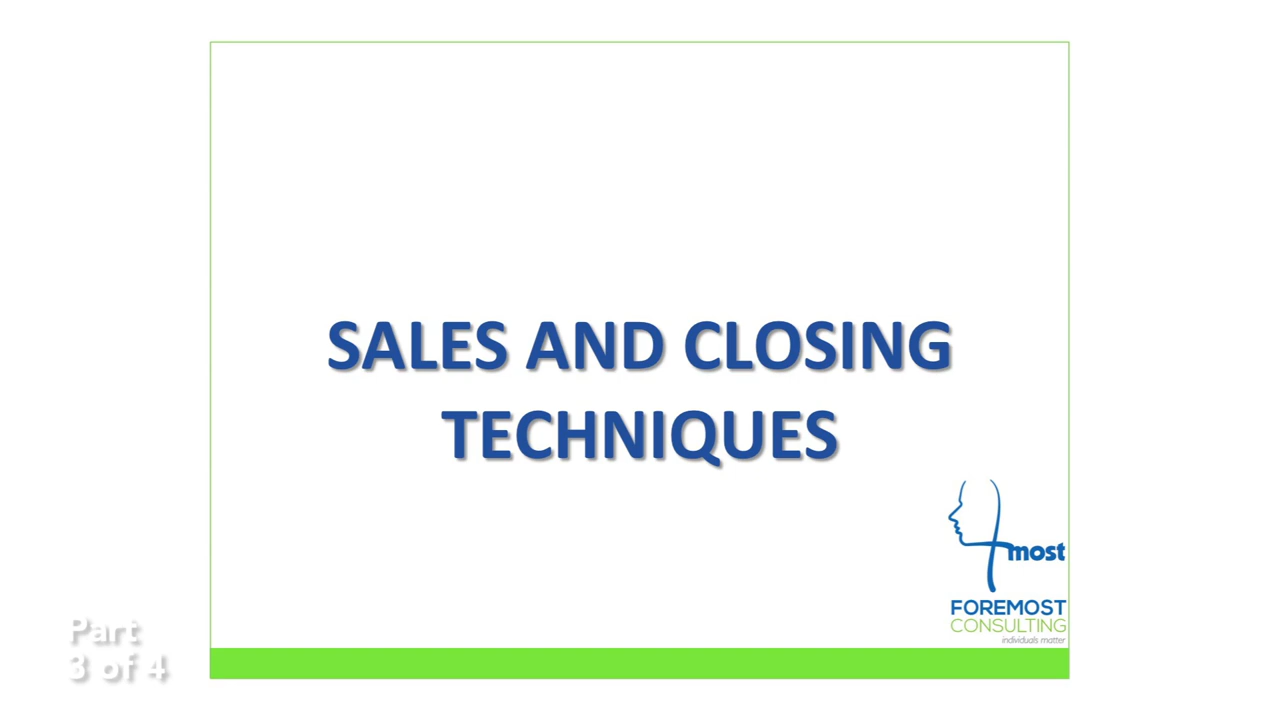 SALES AND CLOSING
TECHNIQUES
most
FOREMOST
CONSULTING
individuals matter
Part
3 of 4